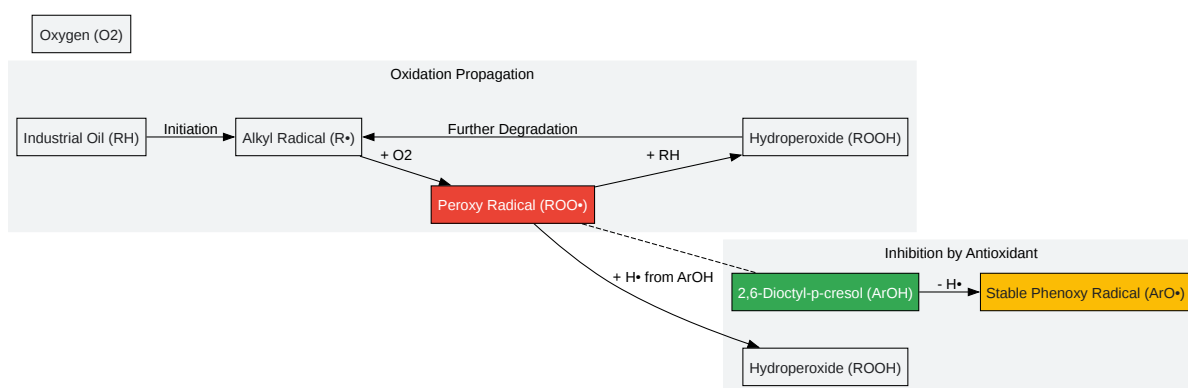 Oxygen (O2)
Oxidation Propagation
Industrial Oil (RH)
Initiation
Alkyl Radical (R•)
Further Degradation
Hydroperoxide (ROOH)
+ O2
+ RH
Peroxy Radical (ROO•)
Inhibition by Antioxidant
+ H• from ArOH
2,6-Dioctyl-p-cresol (ArOH)
- H•
Stable Phenoxy Radical (ArO•)
Hydroperoxide (ROOH)